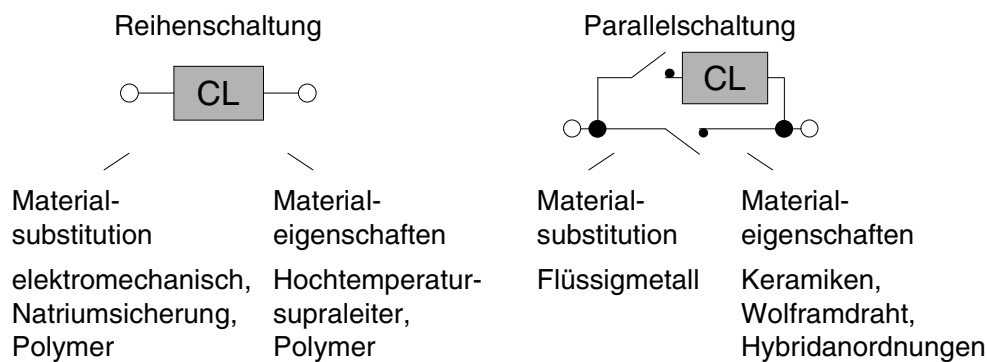 Reihenschaltung
CL
Material-
substitution
elektromechanisch,
Natriumsicherung,
Polymer
Material-
eigenschaften
Hochtemperatur-
supraleiter,
Polymer
Parallelschaltung
CL
Material-
substitution
Flüssigmetall
Material-
eigenschaften
Keramiken,
Wolframdraht,
Hybridanordnungen